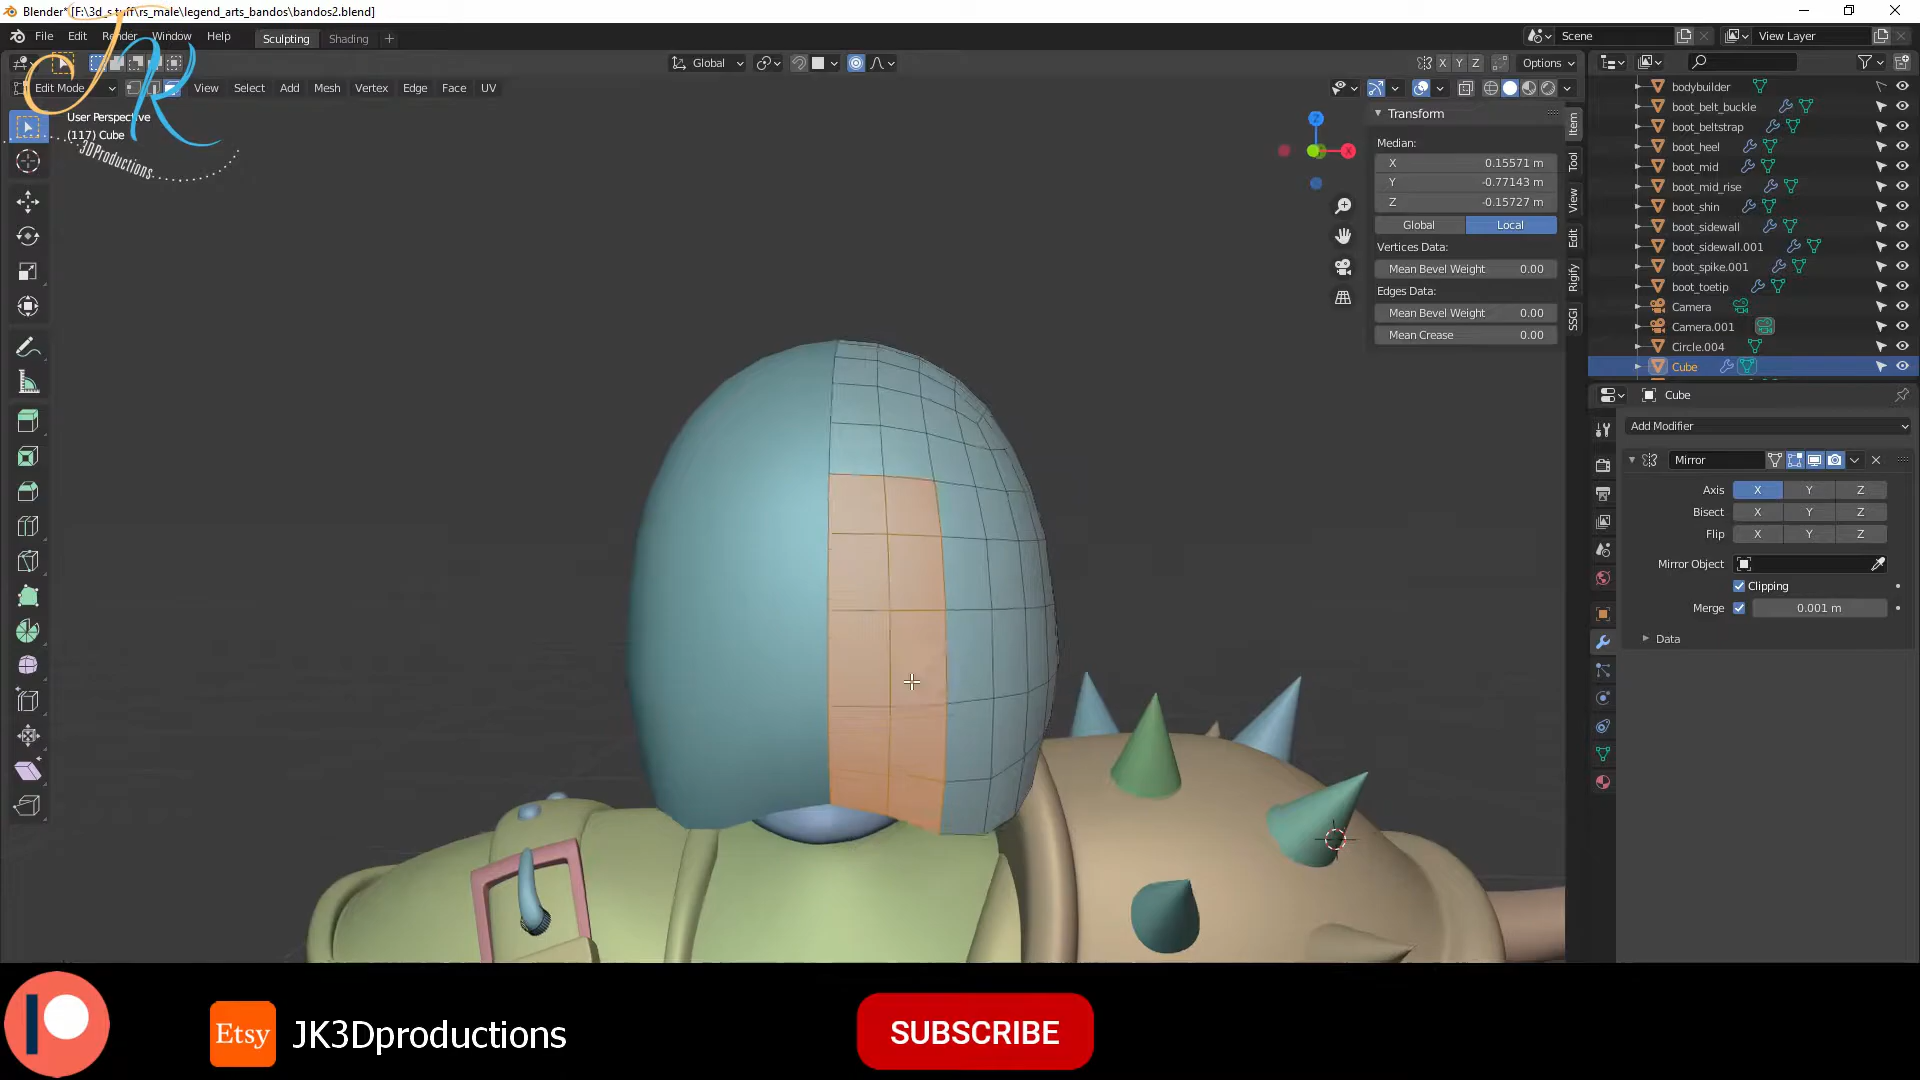 Blender* [F:\3d_stuff\rs_male\legend_arts_bandos\bandos2.blend]
File Edit Render Window Help Sculpting Shading + Scene View Layer
Global Options X Y Z
Edit Mode View Select Add Mesh Vertex Edge Face UV
User Perspective
(117) Cube
JR
3DProductions
Z
X
Transform
Median:
X 0.15571 m
Y -0.77143 m
Z -0.15727 m
Global Local
Vertices Data:
Mean Bevel Weight 0.00
Edges Data:
Mean Bevel Weight 0.00
Mean Crease 0.00
Item
Tool
View
Edit
Rigify
SSGI
bodybuilder
boot_belt_buckle
boot_beltstrap
boot_heel
boot_mid
boot_mid_rise
boot_shin
boot_sidewall
boot_sidewall.001
boot_spike.001
boot_toetip
Camera
Camera.001
Circle.004
Cube
Cube
Add Modifier
Mirror
Axis X Y Z
Bisect X Y Z
Flip X Y Z
Mirror Object
Clipping
Merge 0.001 m
Data
Etsy JK3Dproductions SUBSCRIBE